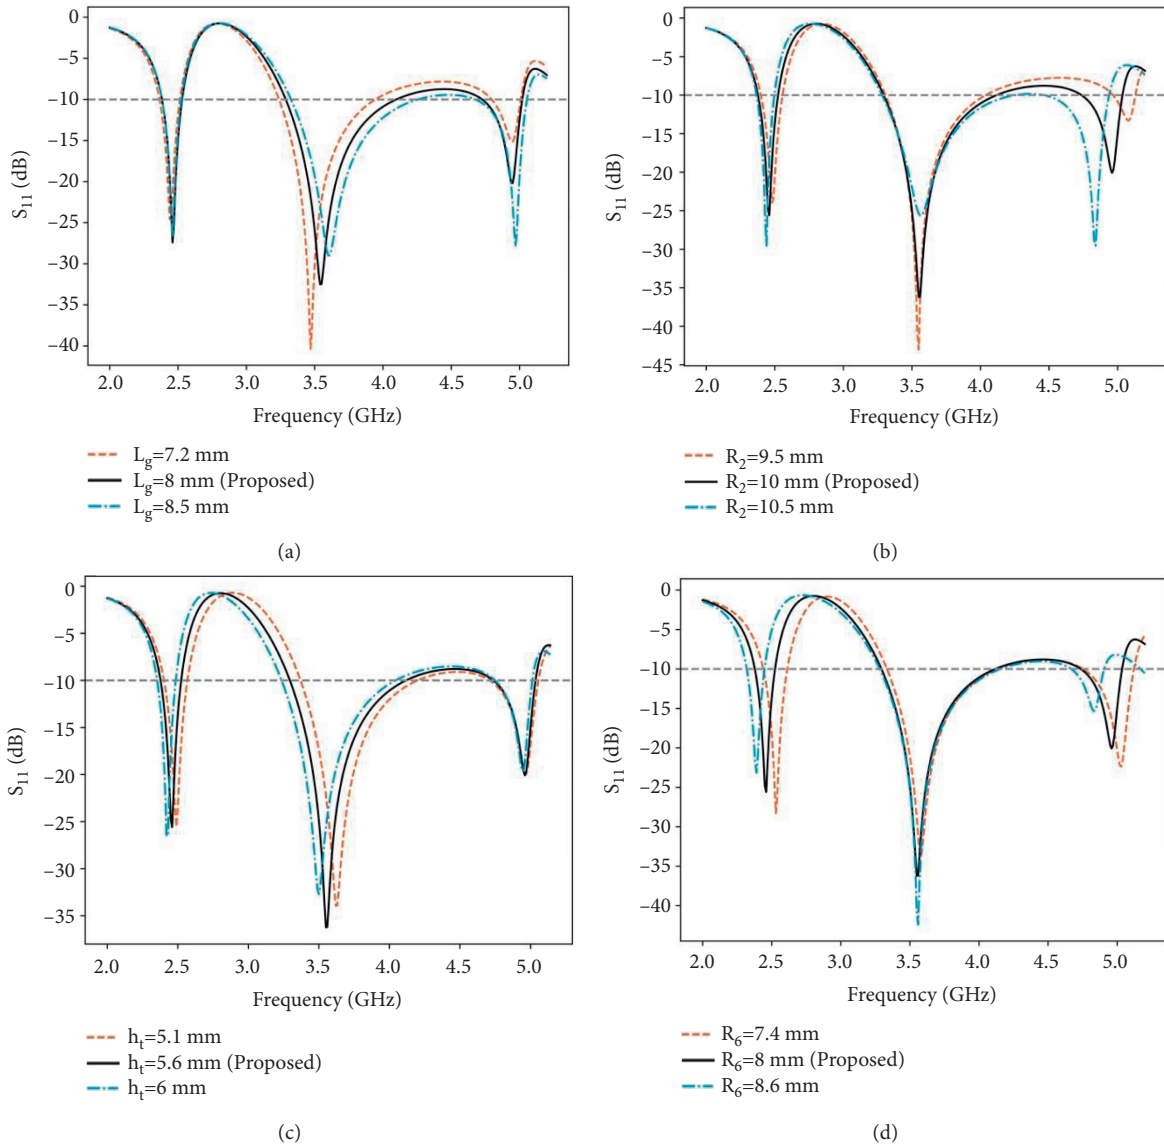 0
−5
−10
−15
−20
−25
−30
−35
−40
S11 (dB)
2.0 2.5 3.0 3.5 4.0 4.5 5.0
Frequency (GHz)
Lg=7.2 mm
Lg=8 mm (Proposed)
Lg=8.5 mm
(a)
0
−5
−10
−15
−20
−25
−30
−35
−40
−45
S11 (dB)
2.0 2.5 3.0 3.5 4.0 4.5 5.0
Frequency (GHz)
R2=9.5 mm
R2=10 mm (Proposed)
R2=10.5 mm
(b)
0
−5
−10
−15
−20
−25
−30
−35
S11 (dB)
2.0 2.5 3.0 3.5 4.0 4.5 5.0
Frequency (GHz)
ht=5.1 mm
ht=5.6 mm (Proposed)
ht=6 mm
(c)
0
−5
−10
−15
−20
−25
−30
−35
−40
S11 (dB)
2.0 2.5 3.0 3.5 4.0 4.5 5.0
Frequency (GHz)
R6=7.4 mm
R6=8 mm (Proposed)
R6=8.6 mm
(d)